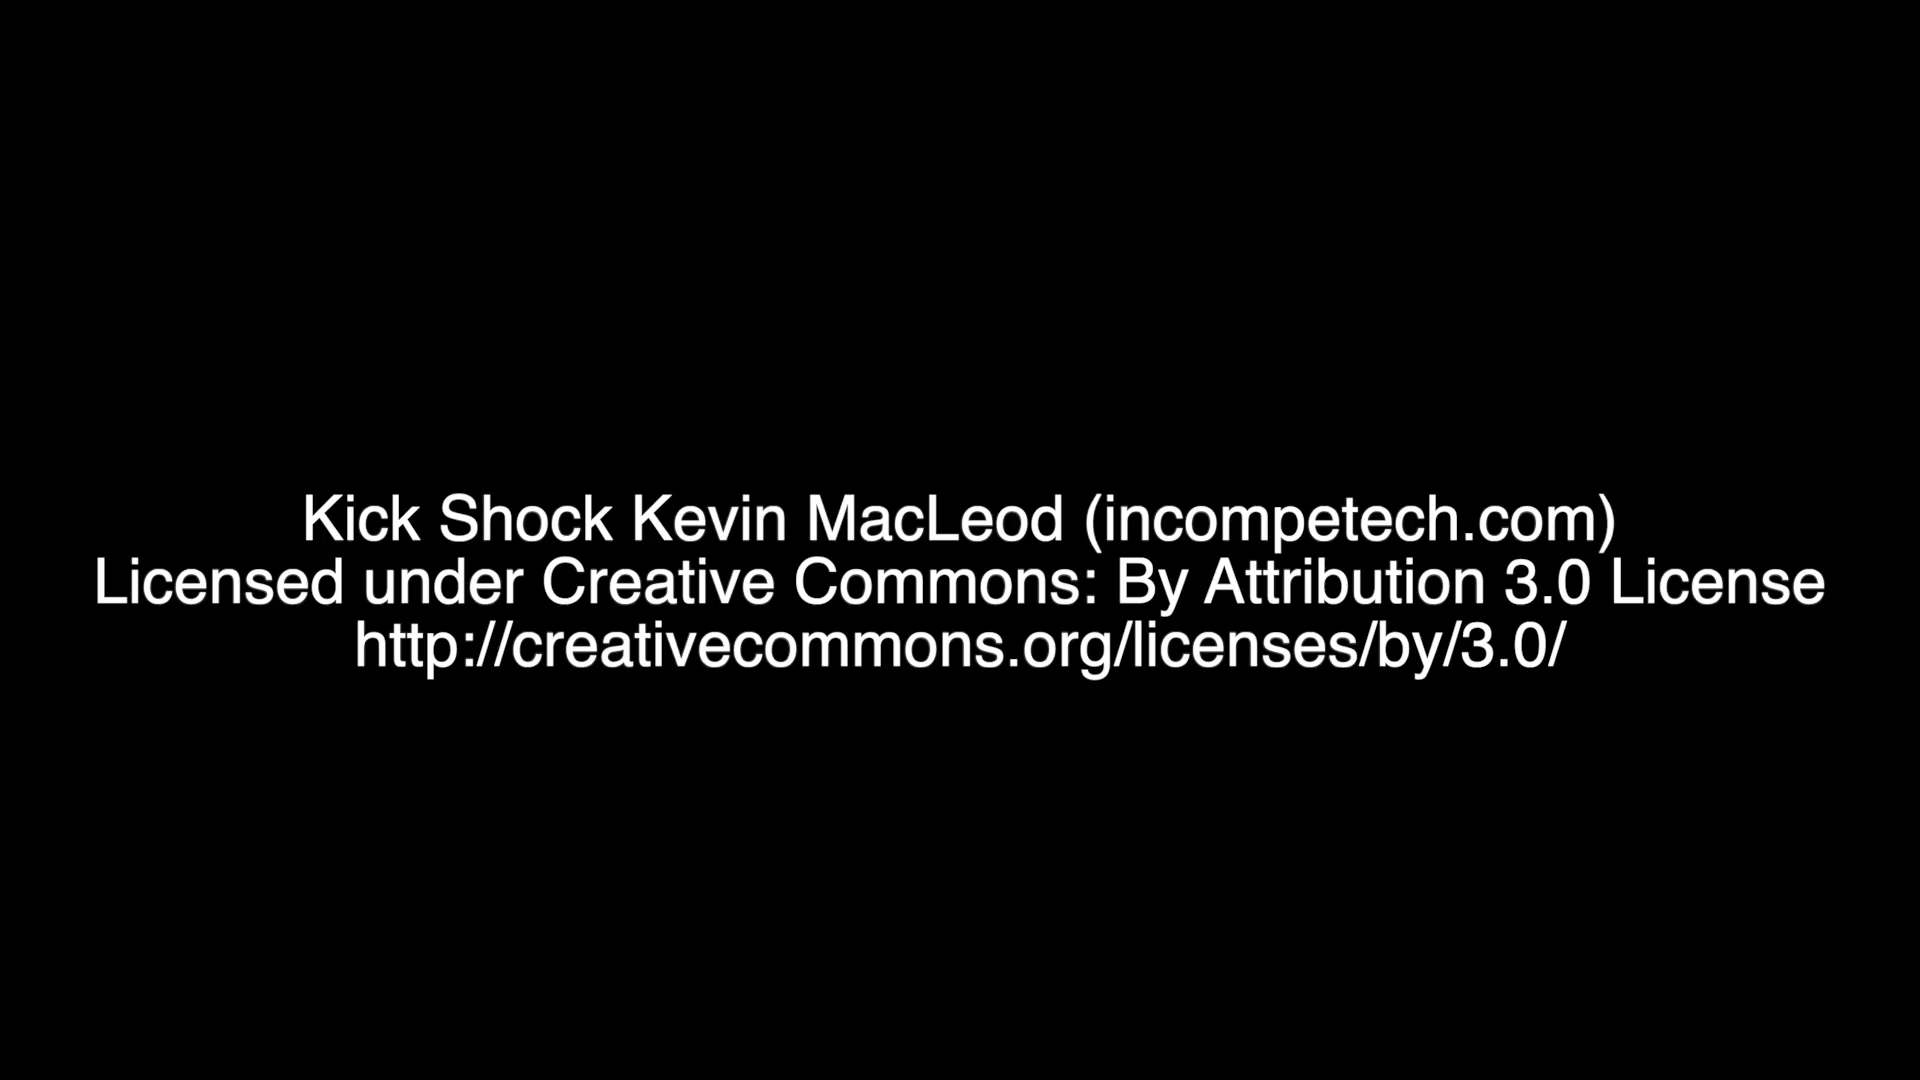 Kick Shock Kevin MacLeod (incompetech.com)
Licensed under Creative Commons: By Attribution 3.0 License
http://creativecommons.org/licenses/by/3.0/